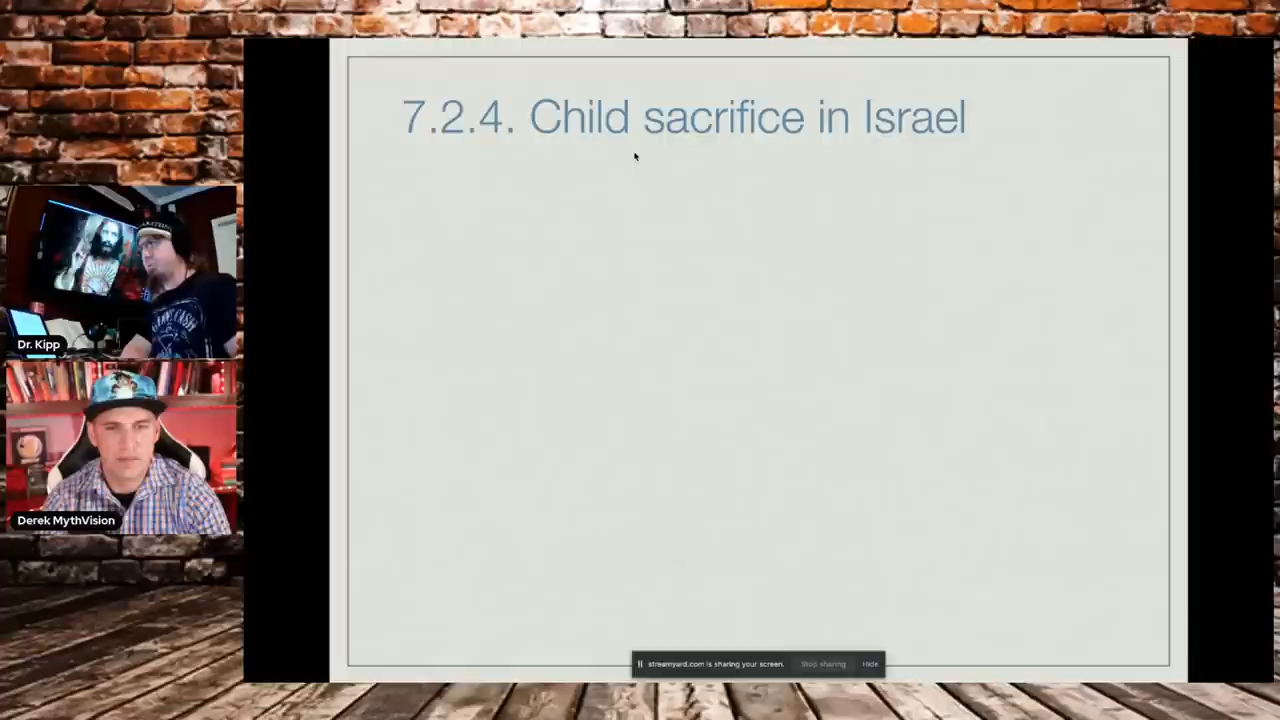 7.2.4. Child sacrifice in Israel
Dr. Kipp
Derek MythVision
streamyard.com is sharing your screen.
Stop sharing
Hide